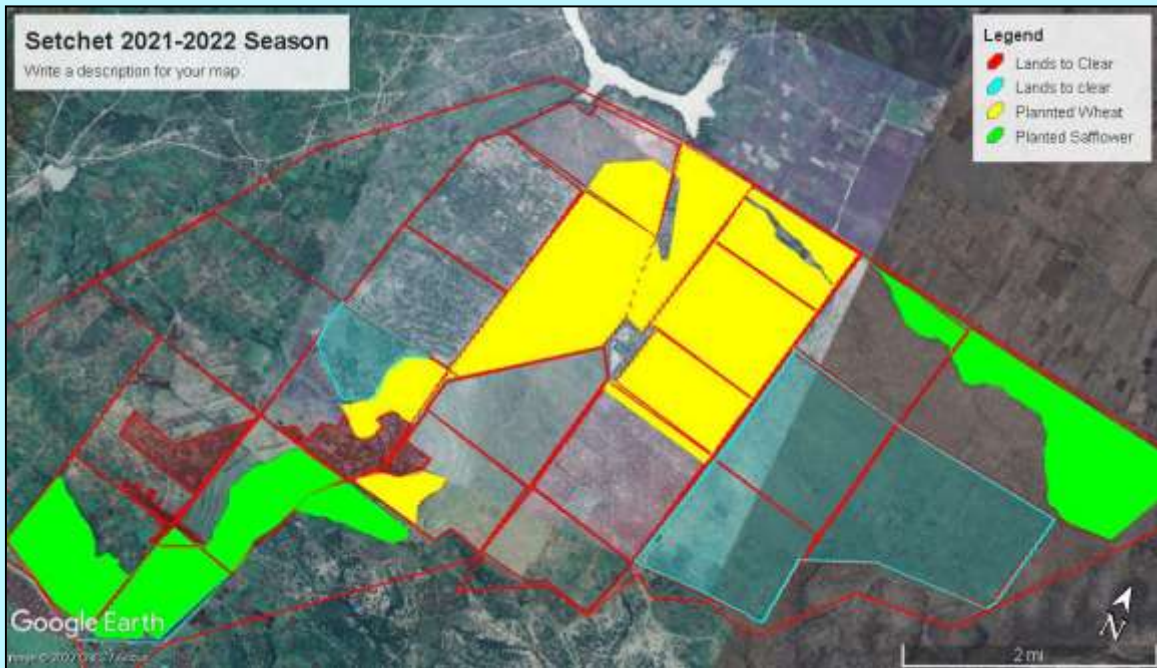 Setchet 2021-2022 Season
Write a description for your map.
Legend
Lands to Clear
Lands to clear
Plannted Wheat
Planted Safflower
Google Earth
N
2 mi